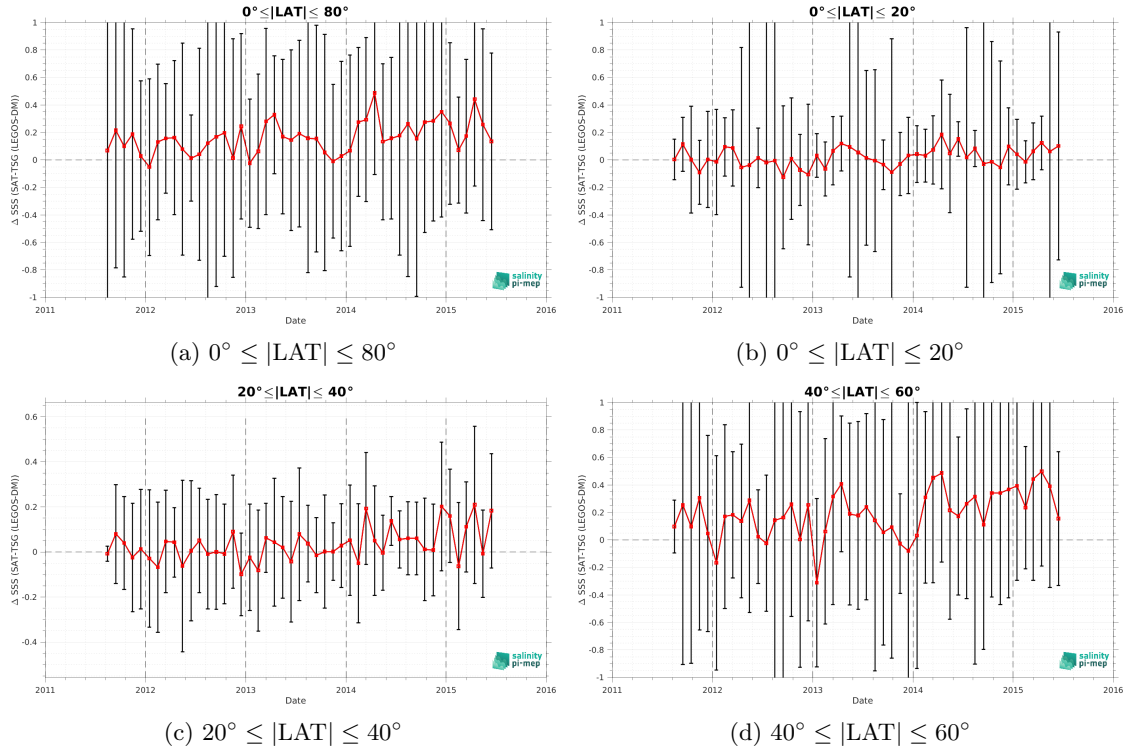 0°≤|LAT|≤ 80°
1
0.8
0.6
0.4
0.2
0
-0.2
-0.4
-0.6
-0.8
-1
Δ SSS (SAT-TSG (LEGOS-DM))
2011
2012
2013
2014
2015
2016
Date
salinity
pi-mep
(a) 0° ≤ |LAT| ≤ 80°
0°≤|LAT|≤ 20°
1
0.8
0.6
0.4
0.2
0
-0.2
-0.4
-0.6
-0.8
-1
Δ SSS (SAT-TSG (LEGOS-DM))
2011
2012
2013
2014
2015
2016
Date
salinity
pi-mep
(b) 0° ≤ |LAT| ≤ 20°
20°≤|LAT|≤ 40°
0.6
0.4
0.2
0
-0.2
-0.4
Δ SSS (SAT-TSG (LEGOS-DM))
2011
2012
2013
2014
2015
2016
Date
salinity
pi-mep
(c) 20° ≤ |LAT| ≤ 40°
40°≤|LAT|≤ 60°
1
0.8
0.6
0.4
0.2
0
-0.2
-0.4
-0.6
-0.8
-1
Δ SSS (SAT-TSG (LEGOS-DM))
2011
2012
2013
2014
2015
2016
Date
salinity
pi-mep
(d) 40° ≤ |LAT| ≤ 60°